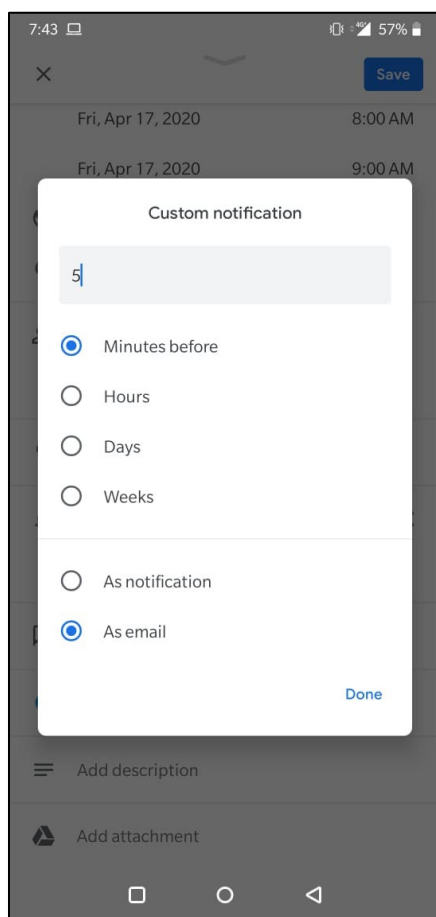 7:43 4G+ 57%
Save
Fri, Apr 17, 2020 8:00 AM
Fri, Apr 17, 2020 9:00 AM
Custom notification
5
Minutes before
Hours
Days
Weeks
As notification
As email
Done
Add description
Add attachment